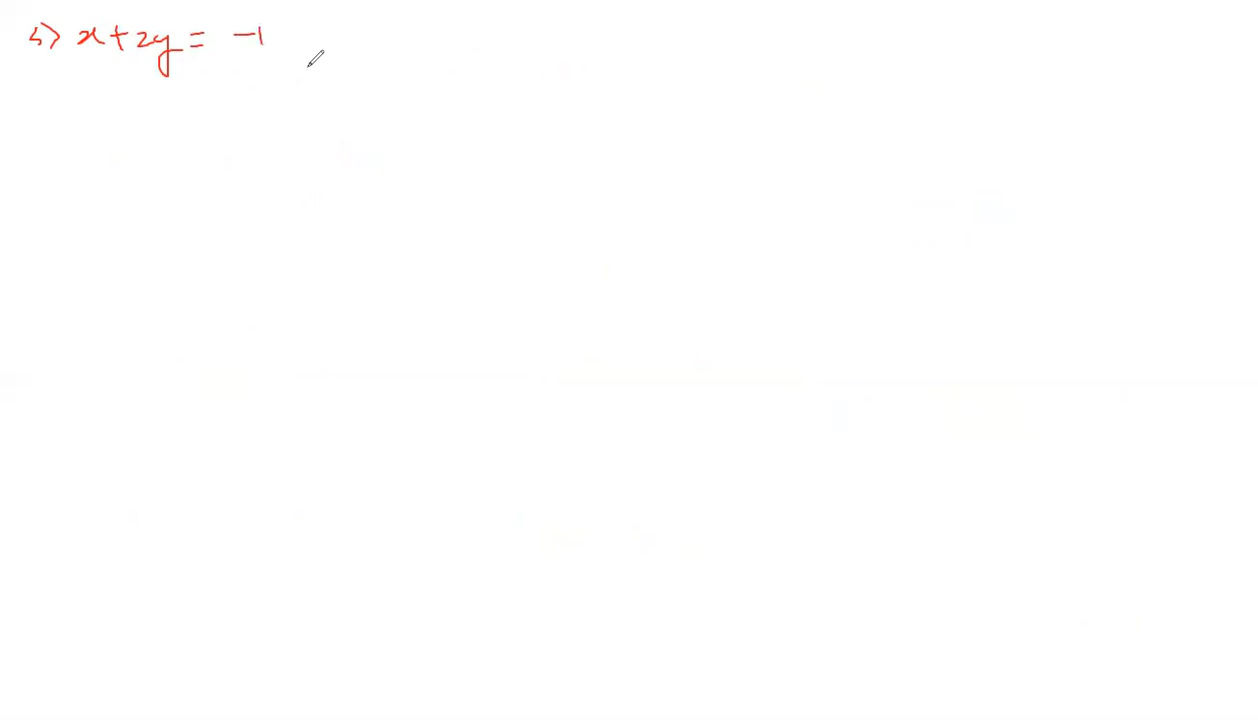 5) x + 2y = -1